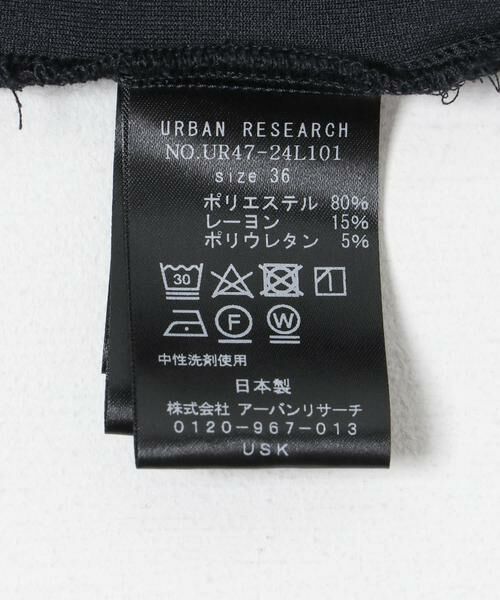 URBAN RESEARCH
NO.UR47-24L101
size 36
ポリエステル 80%
レーヨン 15%
ポリウレタン 5%
30
F W
中性洗剤使用
日本製
株式会社 アーバンリサーチ
0120-967-013
USK